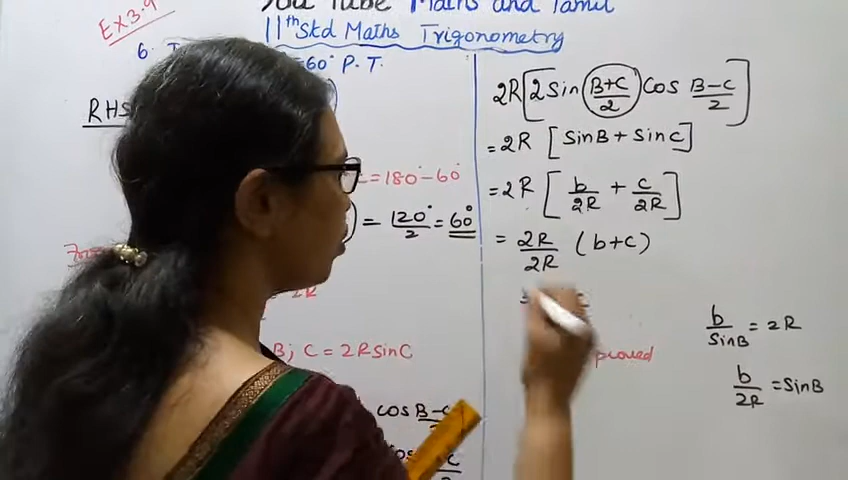 You Tube Maths and Tamil
11th Std Maths Trigonometry
Ex 3.9
6.
=60° P.T.
RHS
=180°-60°
= 120°/2 = 60°
B; C = 2R sinC
cos B-c
2R [2 sin B+C/2 cos B-C/2]
= 2R [sinB + sinC]
= 2R [b/2R + c/2R]
= 2R/2R (b+c)
proved
b/sinB = 2R
b/2R = sinB